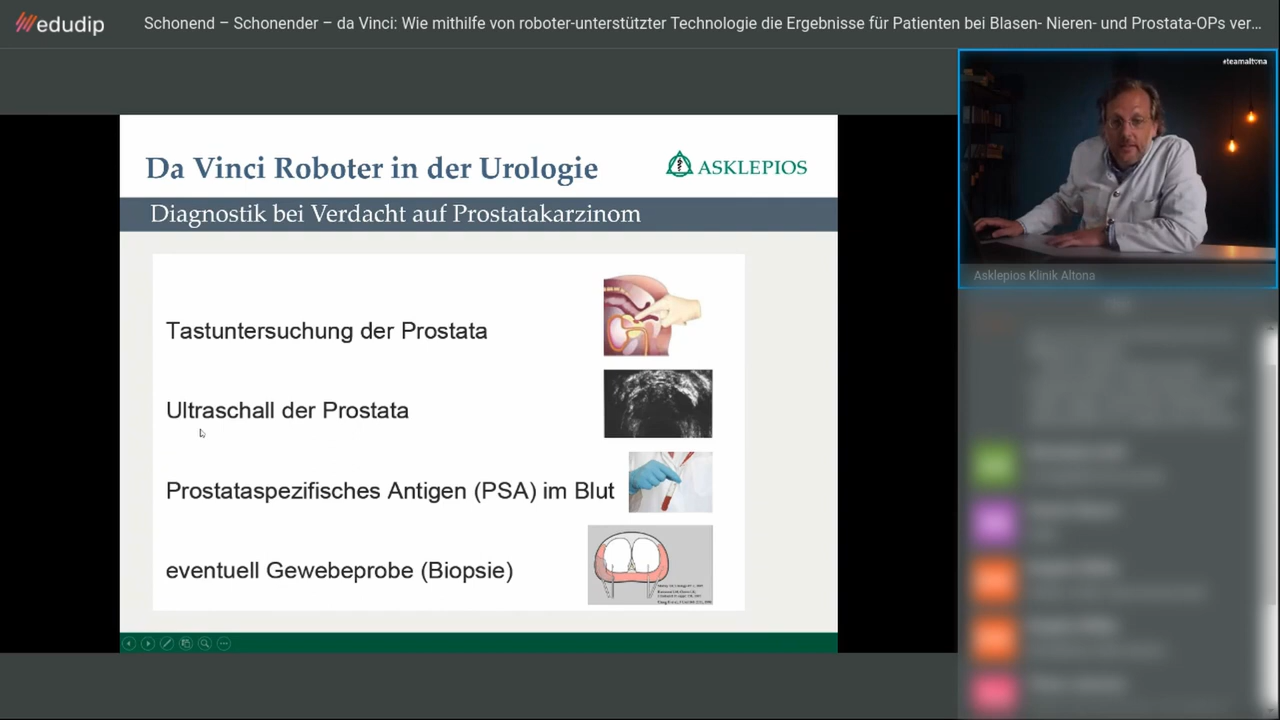 edudip
Schonend – Schonender – da Vinci: Wie mithilfe von roboter-unterstützter Technologie die Ergebnisse für Patienten bei Blasen- Nieren- und Prostata-OPs ver…
#teamaltona
Da Vinci Roboter in der Urologie
ASKLEPIOS
Diagnostik bei Verdacht auf Prostatakarzinom
Tastuntersuchung der Prostata
Ultraschall der Prostata
Prostataspezifisches Antigen (PSA) im Blut
eventuell Gewebeprobe (Biopsie)
Asklepios Klinik Altona